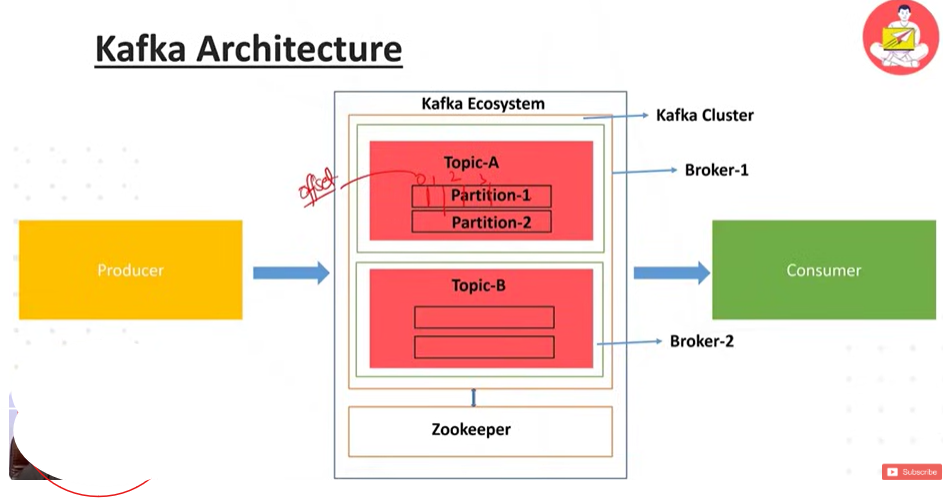 Kafka Architecture
Kafka Ecosystem
Kafka Cluster
Topic-A
Broker-1
offset
0 1 2 3
Partition-1
Partition-2
Producer
Consumer
Topic-B
Broker-2
Zookeeper
Subscribe